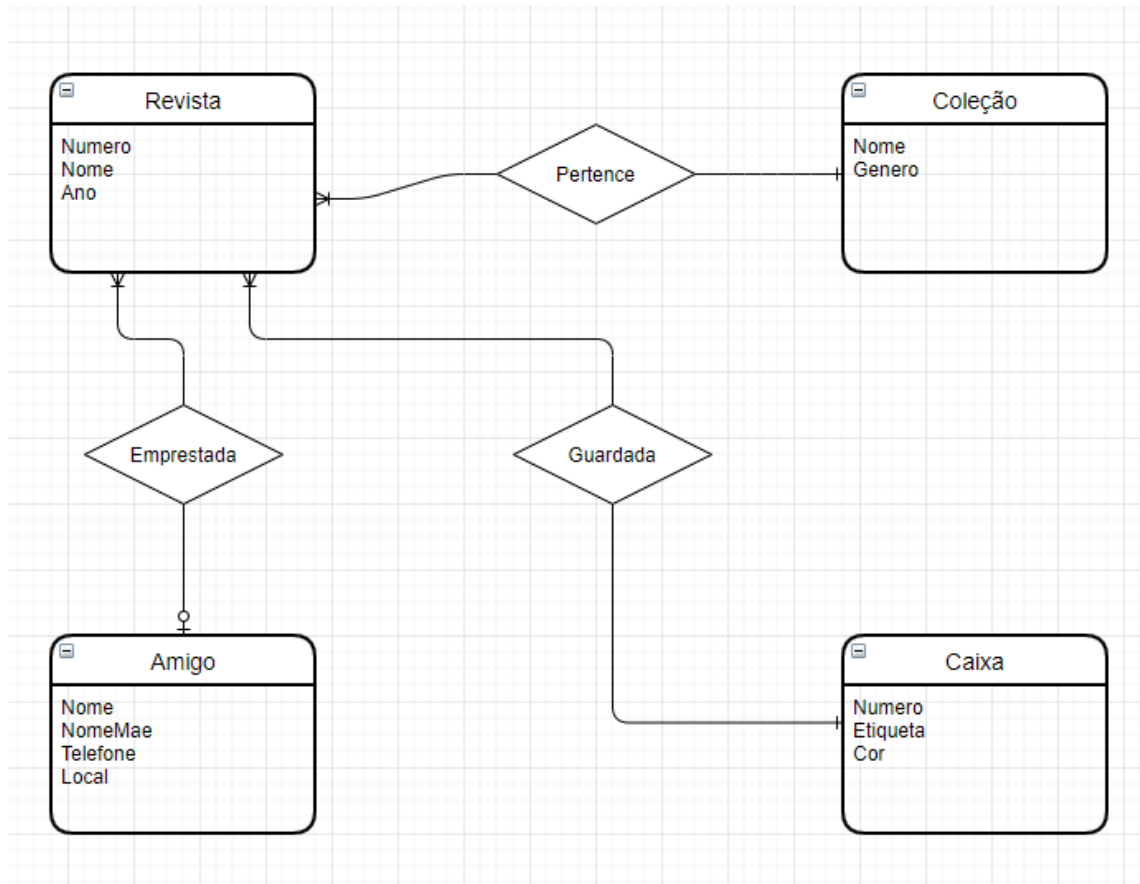 Revista
Numero
Nome
Ano
Pertence
Coleção
Nome
Genero
Emprestada
Guardada
Amigo
Nome
NomeMae
Telefone
Local
Caixa
Numero
Etiqueta
Cor